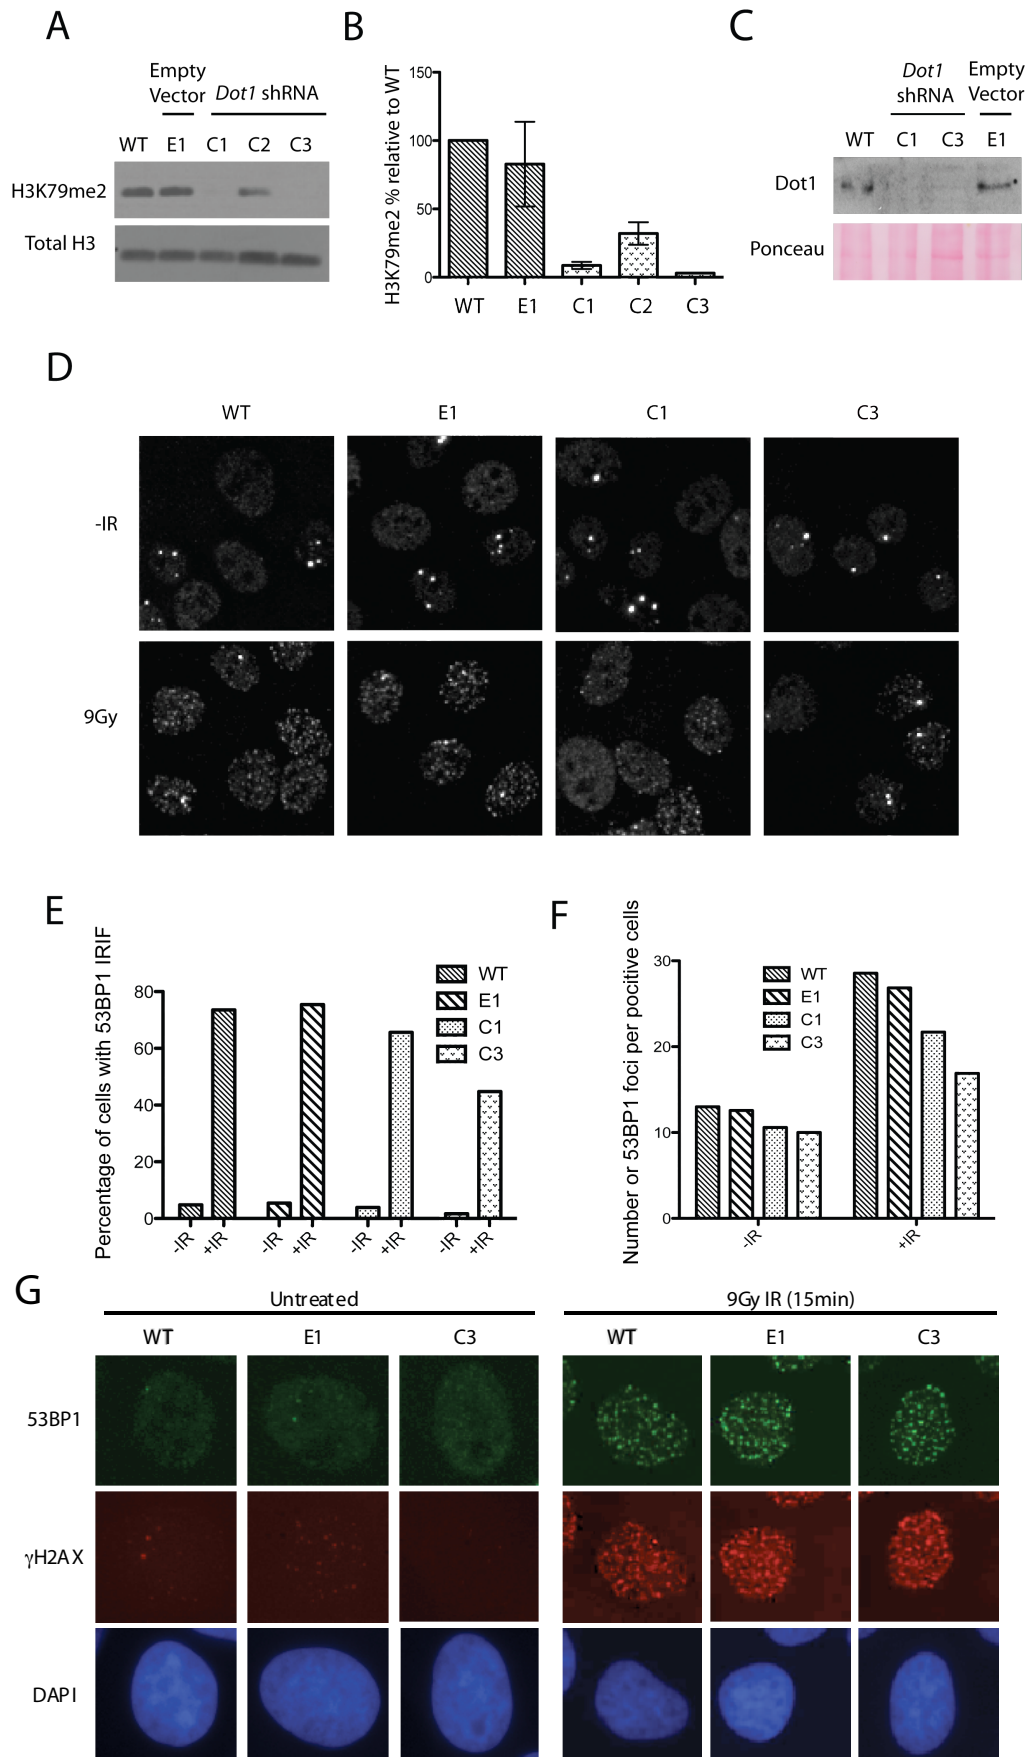 A
Empty
Vector
Dot1 shRNA
WT E1 C1 C2 C3
H3K79me2
Total H3
B
H3K79me2 % relative to WT
150
100
50
0
WT E1 C1 C2 C3
C
Dot1
shRNA
Empty
Vector
WT C1 C3 E1
Dot1
Ponceau
D
WT E1 C1 C3
-IR
9Gy
E
Percentage of cells with 53BP1 IRIF
80
60
40
20
0
-IR +IR -IR +IR -IR +IR -IR +IR
WT
E1
C1
C3
F
Number or 53BP1 foci per pocitive cells
30
20
10
0
-IR +IR
WT
E1
C1
C3
G
Untreated
9Gy IR (15min)
WT E1 C3 WT E1 C3
53BP1
γH2AX
DAPI